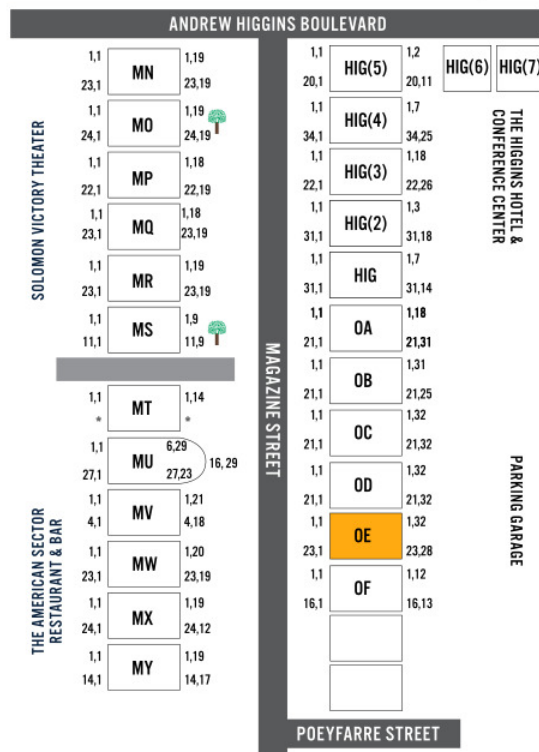 ANDREW HIGGINS BOULEVARD
1,1 MN 1,19
23,1 23,19
1,1 MO 1,19
24,1 24,19
1,1 MP 1,18
22,1 22,19
1,1 MQ 1,18
23,1 23,19
1,1 MR 1,19
23,1 23,19
1,1 MS 1,9
11,1 11,9
SOLOMON VICTORY THEATER
1,1 MT 1,14
* *
1,1 MU 6,29
16,29
27,1 27,23
1,1 MV 1,21
4,1 4,18
1,1 MW 1,20
23,1 23,19
1,1 MX 1,19
24,1 24,12
1,1 MY 1,19
14,1 14,17
THE AMERICAN SECTOR
RESTAURANT & BAR
MAGAZINE STREET
1,1 HIG(5) 1,2 HIG(6) HIG(7)
20,1 20,11
1,1 HIG(4) 1,7
34,1 34,25
1,1 HIG(3) 1,18
22,1 22,26
1,1 HIG(2) 1,3
31,1 31,18
1,1 HIG 1,7
31,1 31,14
1,1 OA 1,18
21,1 21,31
1,1 OB 1,31
21,1 21,25
1,1 OC 1,32
21,1 21,32
1,1 OD 1,32
21,1 21,32
1,1 OE 1,32
23,1 23,28
1,1 OF 1,12
16,1 16,13
THE HIGGINS HOTEL &
CONFERENCE CENTER
PARKING GARAGE
POEYFARRE STREET